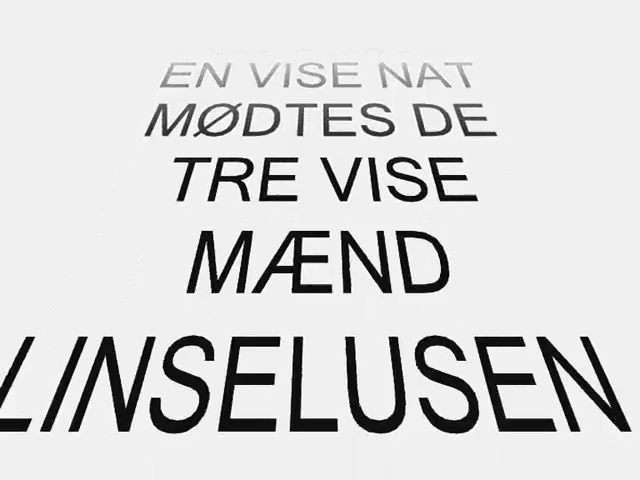 EN VISE NAT
MØDTES DE
TRE VISE
MÆND
LINSELUSEN